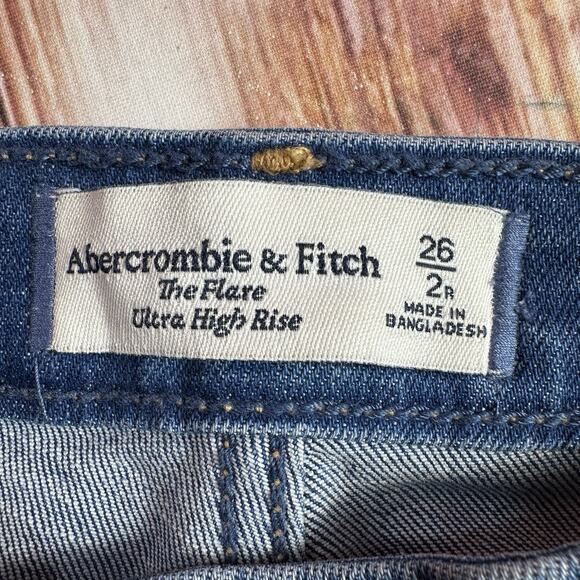 Abercrombie & Fitch
The Flare
Ultra High Rise
26
2R
MADE IN
BANGLADESH